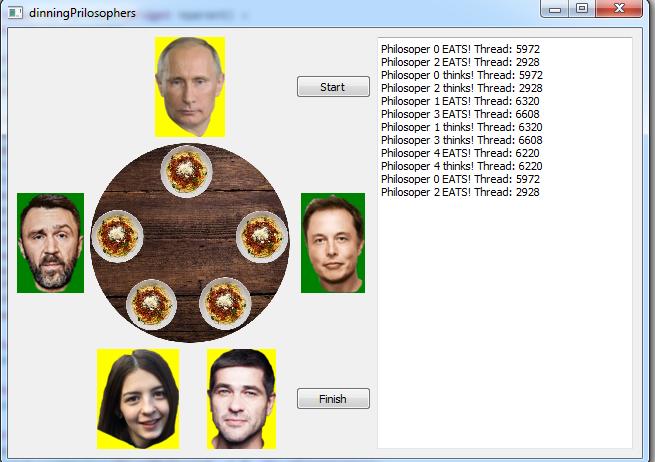 dinningPrilosophers
Start
Philosoper 0 EATS! Thread: 5972
Philosoper 2 EATS! Thread: 2928
Philosoper 0 thinks! Thread: 5972
Philosoper 2 thinks! Thread: 2928
Philosoper 1 EATS! Thread: 6320
Philosoper 3 EATS! Thread: 6608
Philosoper 1 thinks! Thread: 6320
Philosoper 3 thinks! Thread: 6608
Philosoper 4 EATS! Thread: 6220
Philosoper 4 thinks! Thread: 6220
Philosoper 0 EATS! Thread: 5972
Philosoper 2 EATS! Thread: 2928
Finish